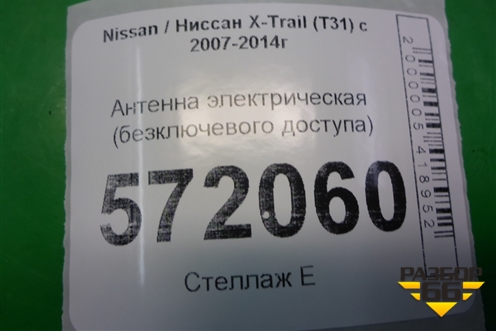 Nissan / Ниссан X-Trail (T31) с
2007-2014г
Антенна электрическая
(безключевого доступа)
572060
Стеллаж Е
2000005418952
РАЗБОР
66